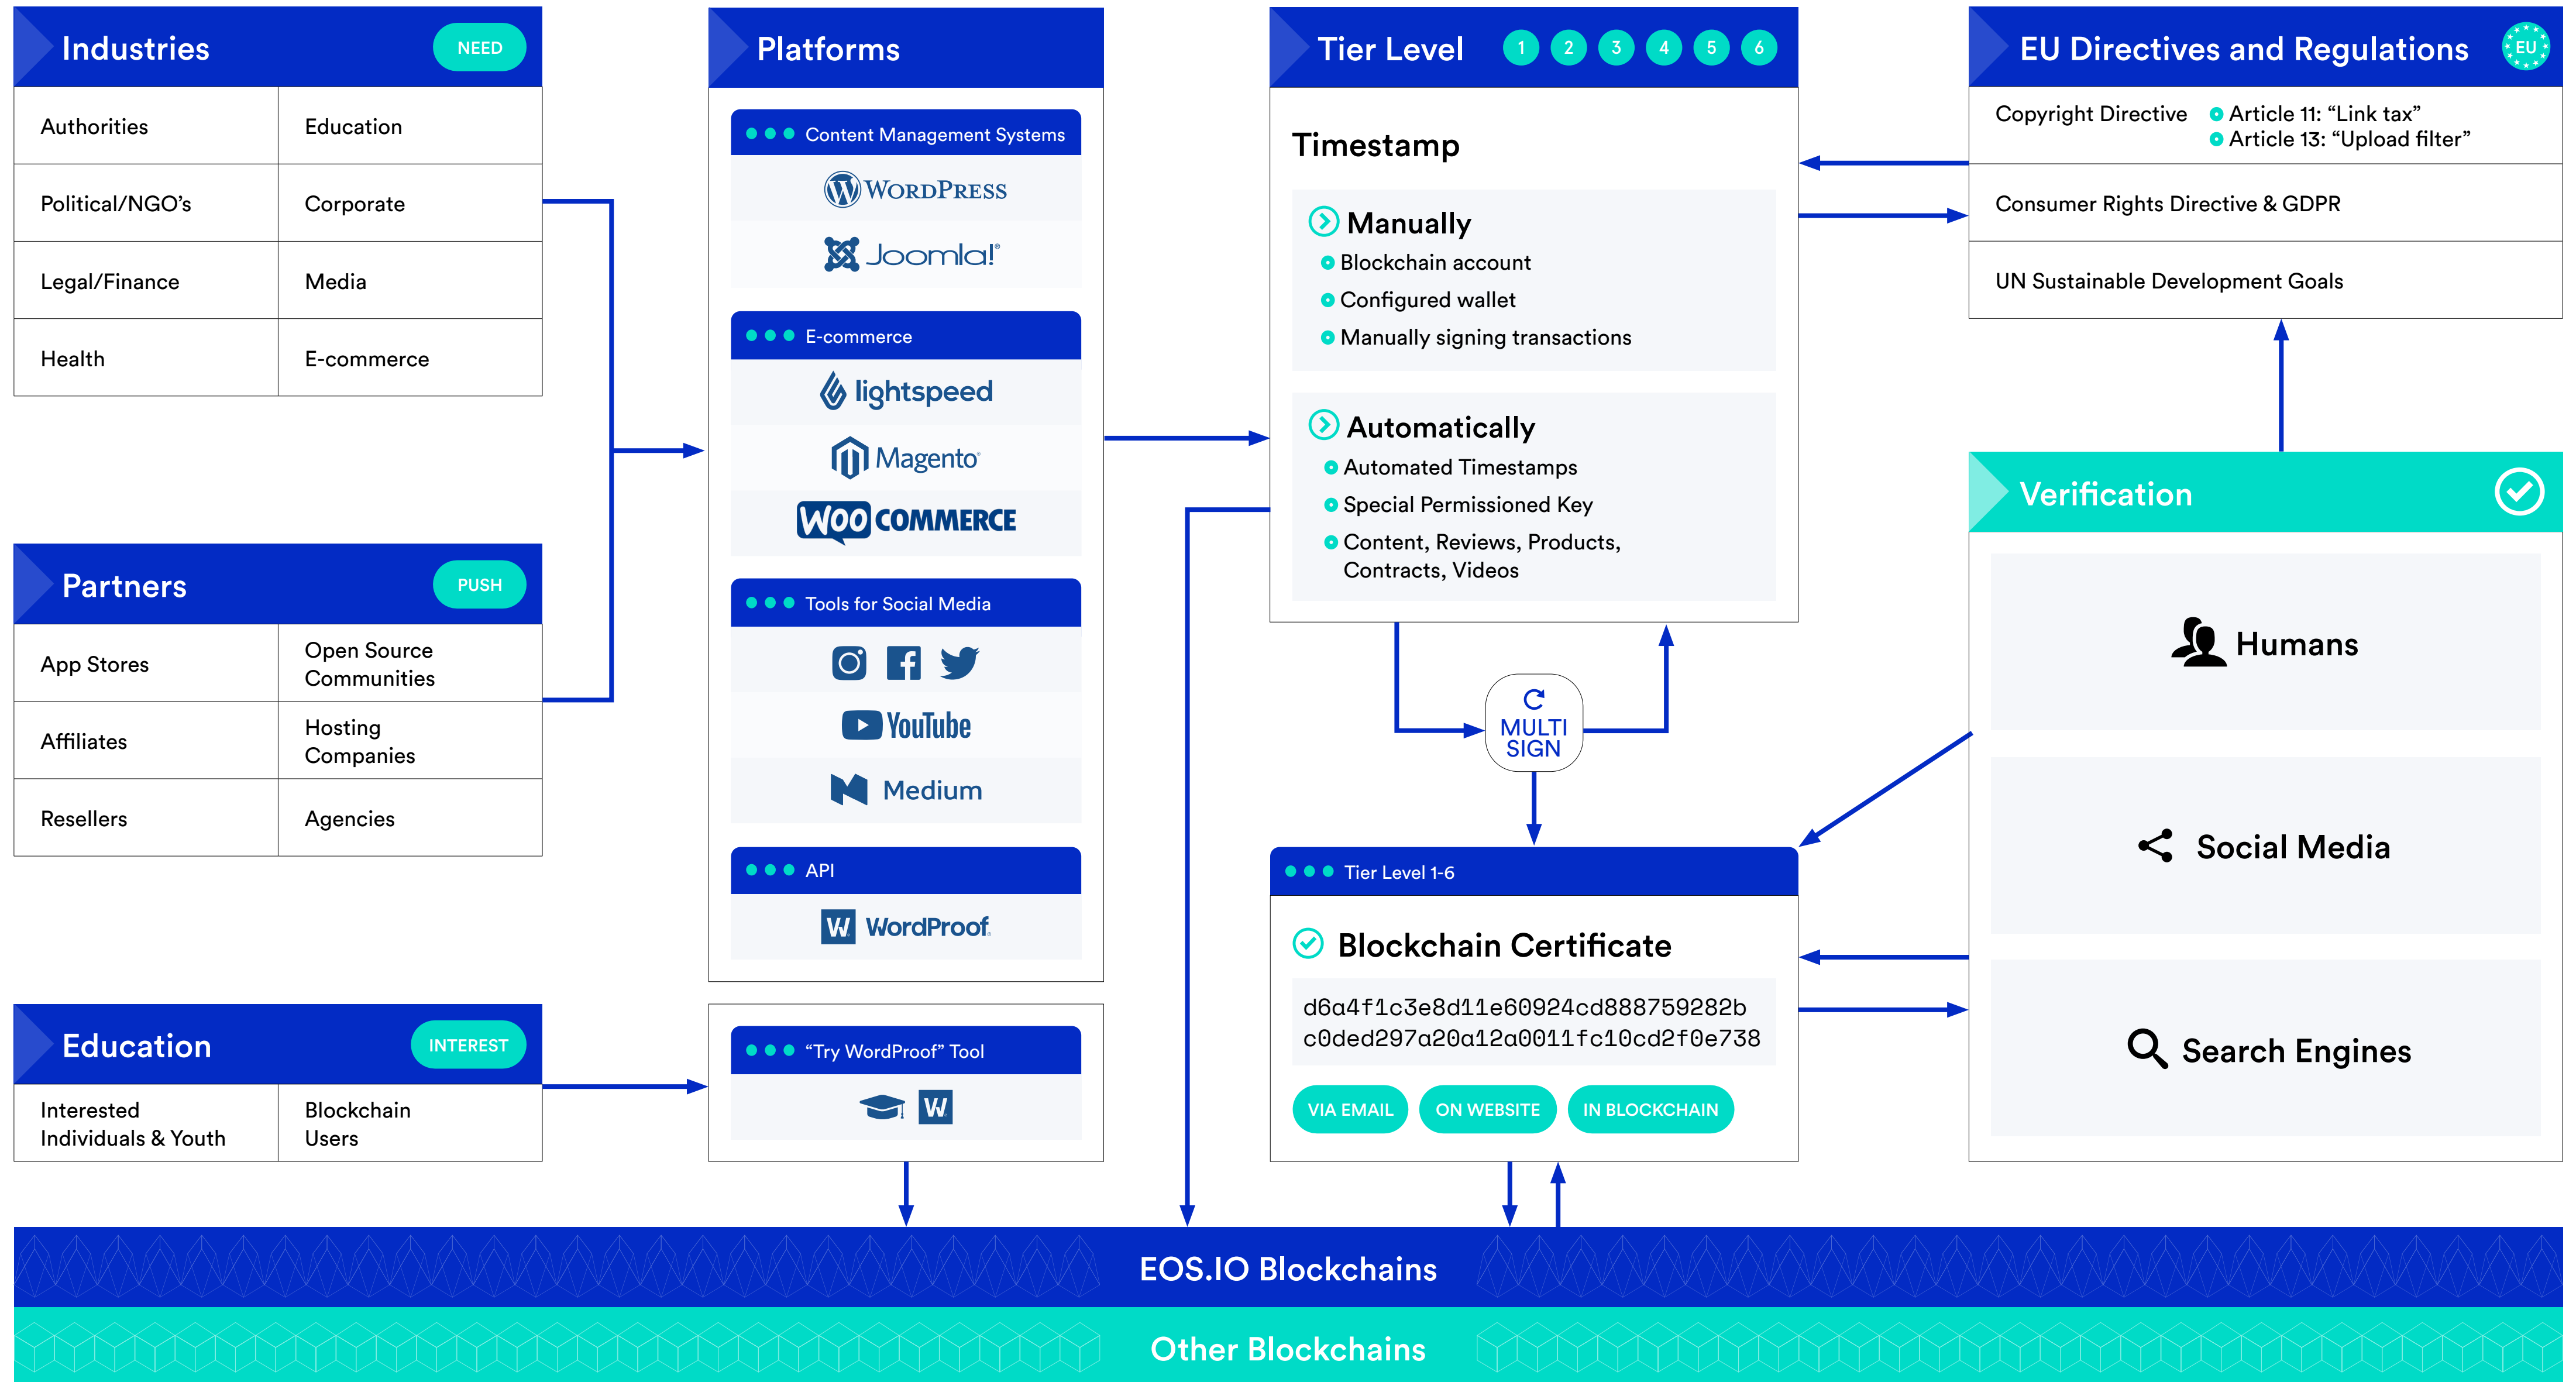 Industries
NEED
Authorities
Education
Political/NGO’s
Corporate
Legal/Finance
Media
Health
E-commerce
Partners
PUSH
App Stores
Open Source
Communities
Affiliates
Hosting
Companies
Resellers
Agencies
Education
INTEREST
Interested
Individuals & Youth
Blockchain
Users
Platforms
Content Management Systems
WORDPRESS
Joomla!®
E-commerce
lightspeed
Magento®
WOO COMMERCE
Tools for Social Media
YouTube
Medium
API
W WordProof
“Try WordProof” Tool
W
Tier Level
1 2 3 4 5 6
Timestamp
Manually
Blockchain account
Configured wallet
Manually signing transactions
Automatically
Automated Timestamps
Special Permissioned Key
Content, Reviews, Products,
Contracts, Videos
MULTI
SIGN
Tier Level 1-6
Blockchain Certificate
d6a4f1c3e8d11e60924cd888759282b
c0ded297a20a12a0011fc10cd2f0e738
VIA EMAIL
ON WEBSITE
IN BLOCKCHAIN
EU Directives and Regulations
EU
Copyright Directive
Article 11: “Link tax”
Article 13: “Upload filter”
Consumer Rights Directive & GDPR
UN Sustainable Development Goals
Verification
Humans
Social Media
Search Engines
EOS.IO Blockchains
Other Blockchains